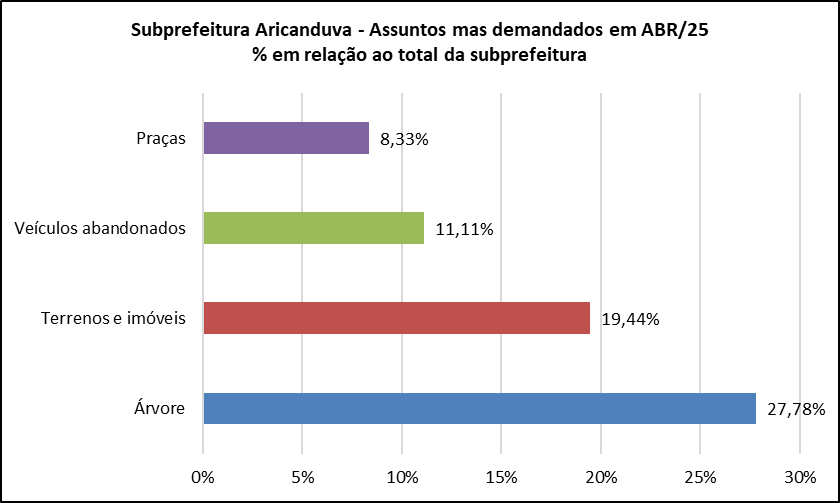 Subprefeitura Aricanduva - Assuntos mas demandados em ABR/25
% em relação ao total da subprefeitura
Praças
8,33%
Veículos abandonados
11,11%
Terrenos e imóveis
19,44%
Árvore
27,78%
0%
5%
10%
15%
20%
25%
30%